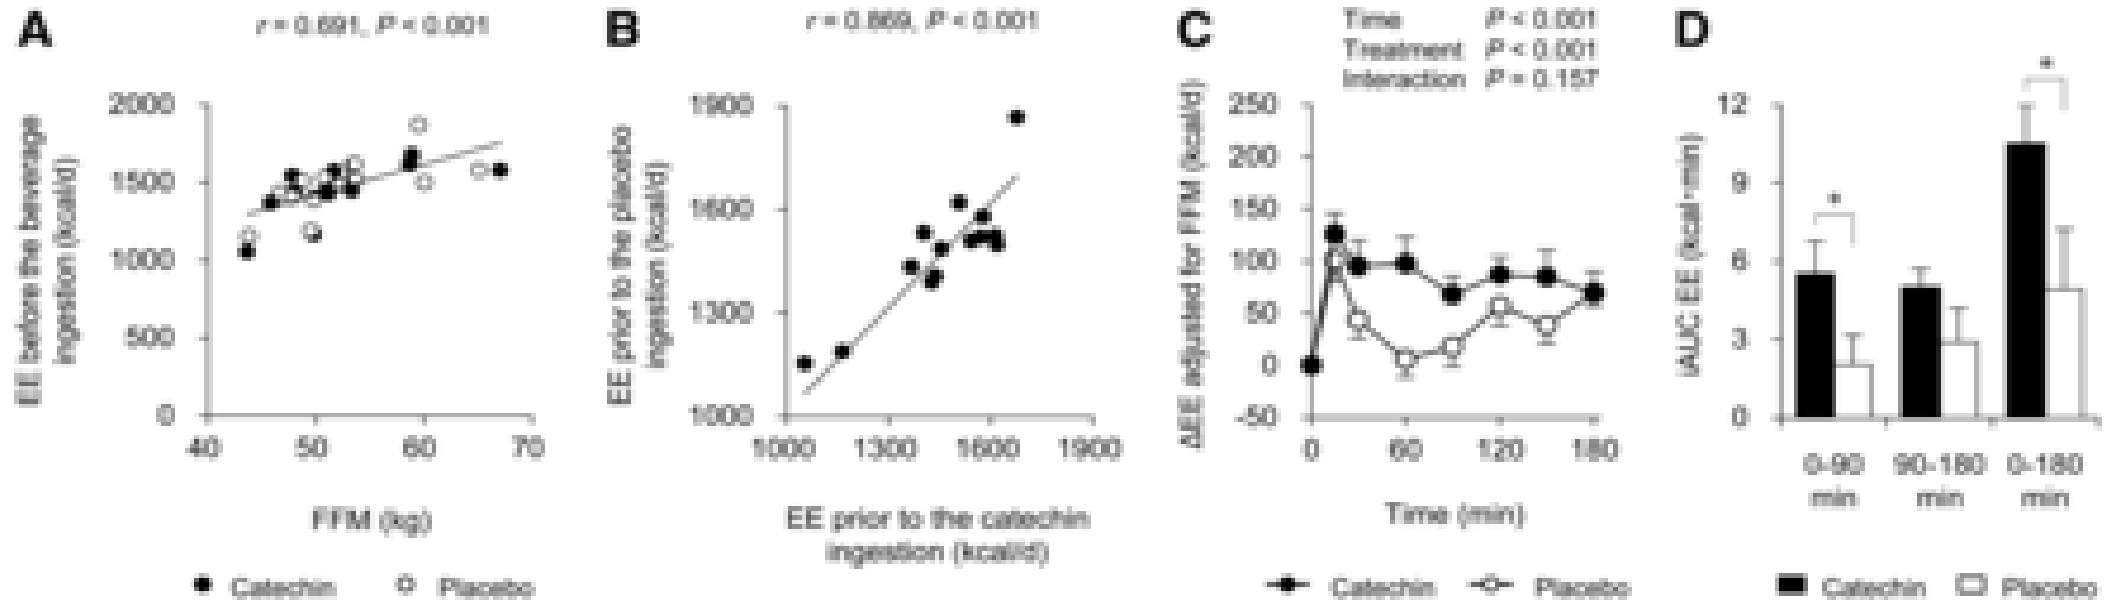 A
r = 0.691, P < 0.001
EE before the beverage
ingestion (kcal/d)
2000
1500
1000
500
0
40 50 60 70
FFM (kg)
Catechin Placebo
B
r = 0.869, P < 0.001
EE prior to the placebo
ingestion (kcal/d)
1900
1600
1300
1000
1000 1300 1600 1900
EE prior to the catechin
ingestion (kcal/d)
C
Time P < 0.001
Treatment P < 0.001
Interaction P = 0.157
ΔEE adjusted for FFM (kcal/d)
250
200
150
100
50
0
-50
0 60 120 180
Time (min)
Catechin Placebo
D
iAUC EE (kcal·min)
12
9
6
3
0
*
*
0-90 90-180 0-180
min min min
Catechin Placebo